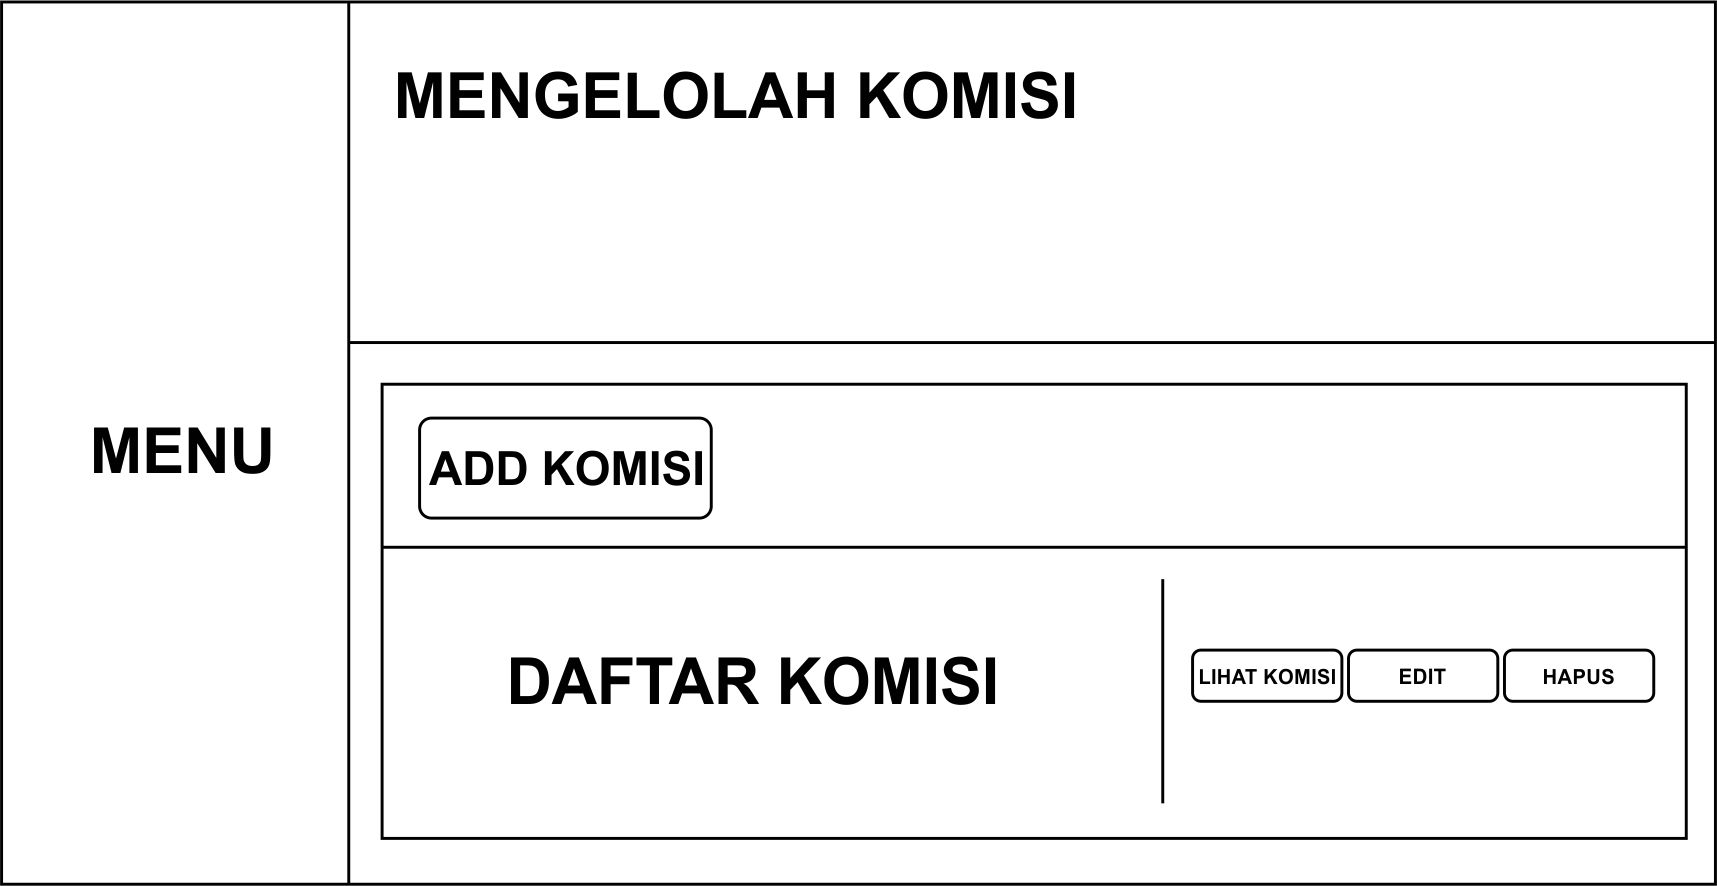 MENGELOLAH KOMISI
MENU
ADD KOMISI
DAFTAR KOMISI
LIHAT KOMISI
EDIT
HAPUS